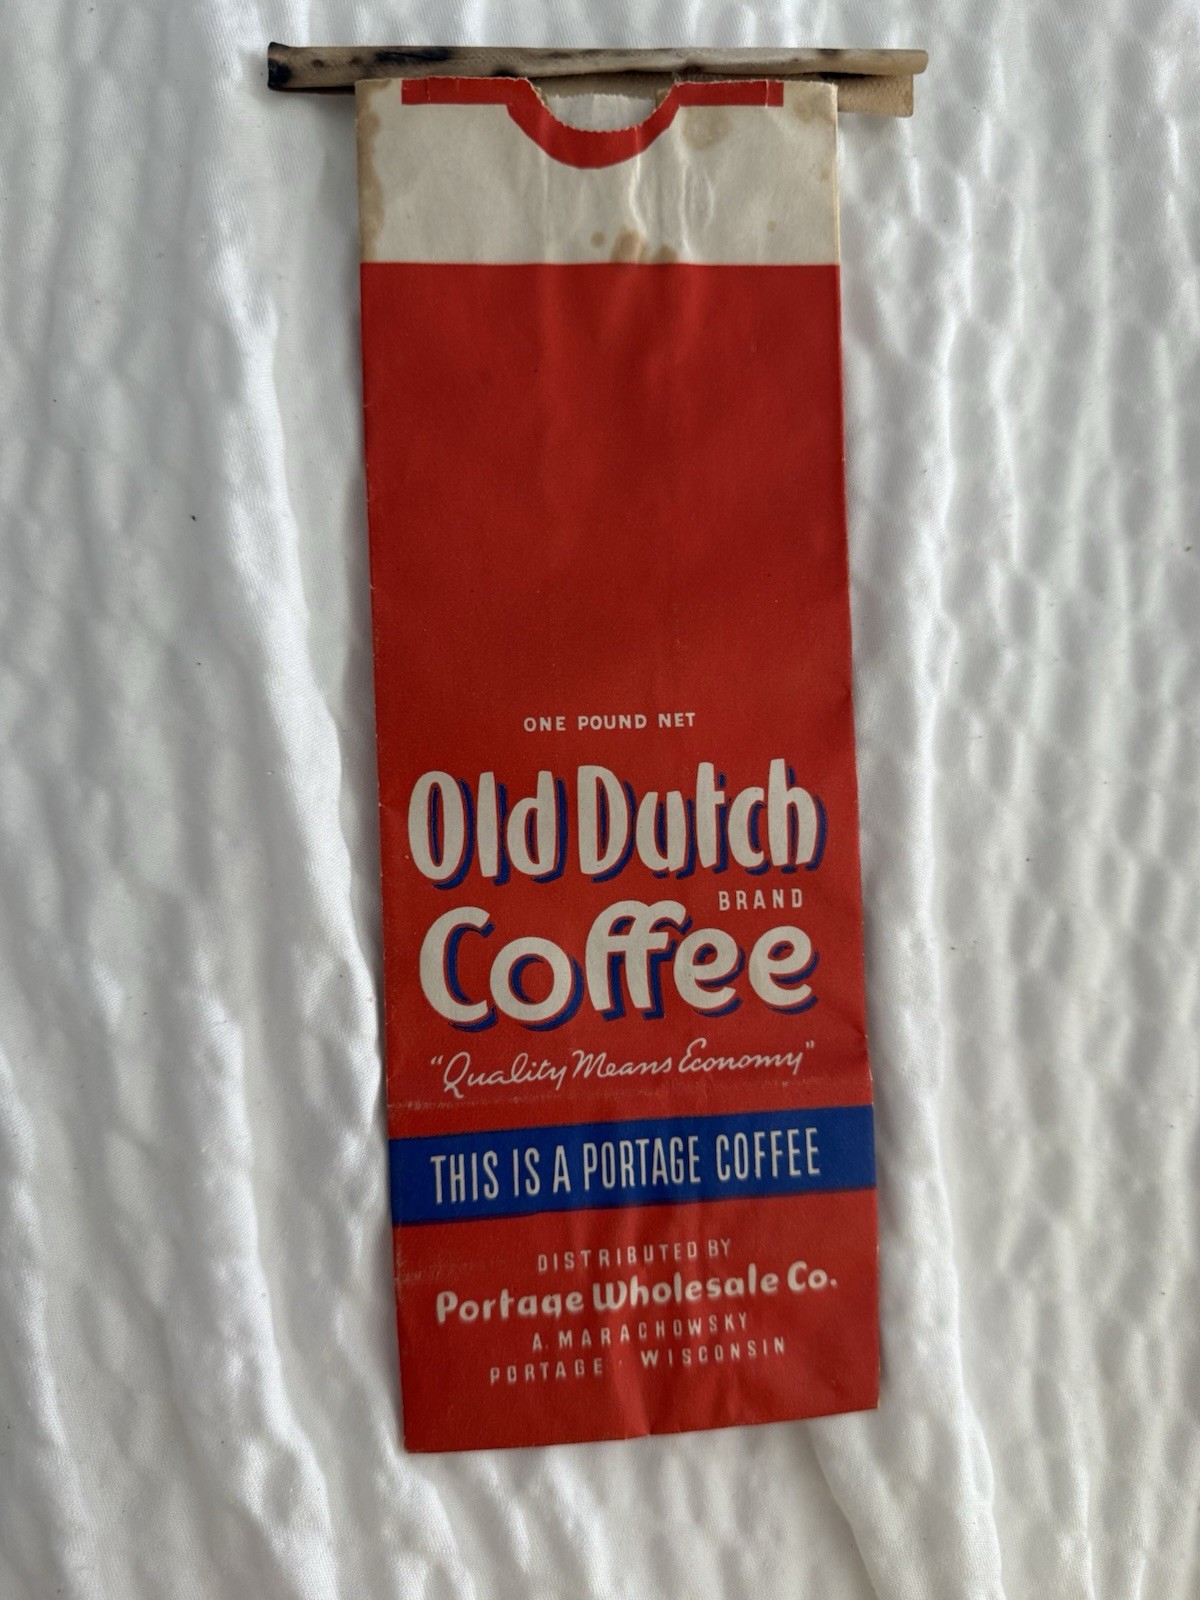 ONE POUND NET
Old Dutch
BRAND
Coffee
"Quality Means Economy"
THIS IS A PORTAGE COFFEE
DISTRIBUTED BY
Portage Wholesale Co.
A. MARACHOWSKY
PORTAGE · WISCONSIN